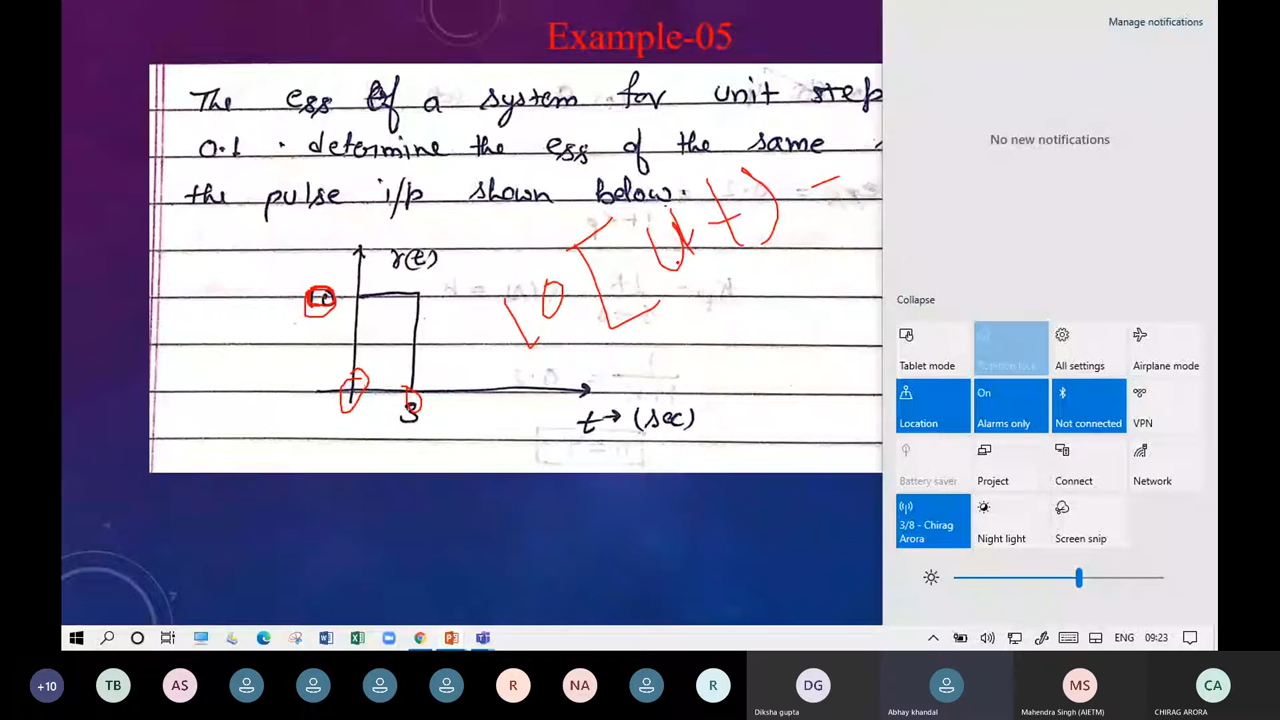 Example-05
Manage notifications
The ess of a system for unit step
0.1 . determine the ess of the same
the pulse i/p shown below.
No new notifications
r(t)
10
10 [u(t) –
3
t → (sec)
Collapse
Tablet mode
Rotation lock
All settings
Airplane mode
Location
On
Alarms only
Not connected
VPN
Battery saver
Project
Connect
Network
3/8 - Chirag
Arora
Night light
Screen snip
ENG
09:23
+10
TB
AS
R
NA
R
DG
Diksha gupta
Abhay khandal
MS
Mahendra Singh (AIETM)
CA
CHIRAG ARORA